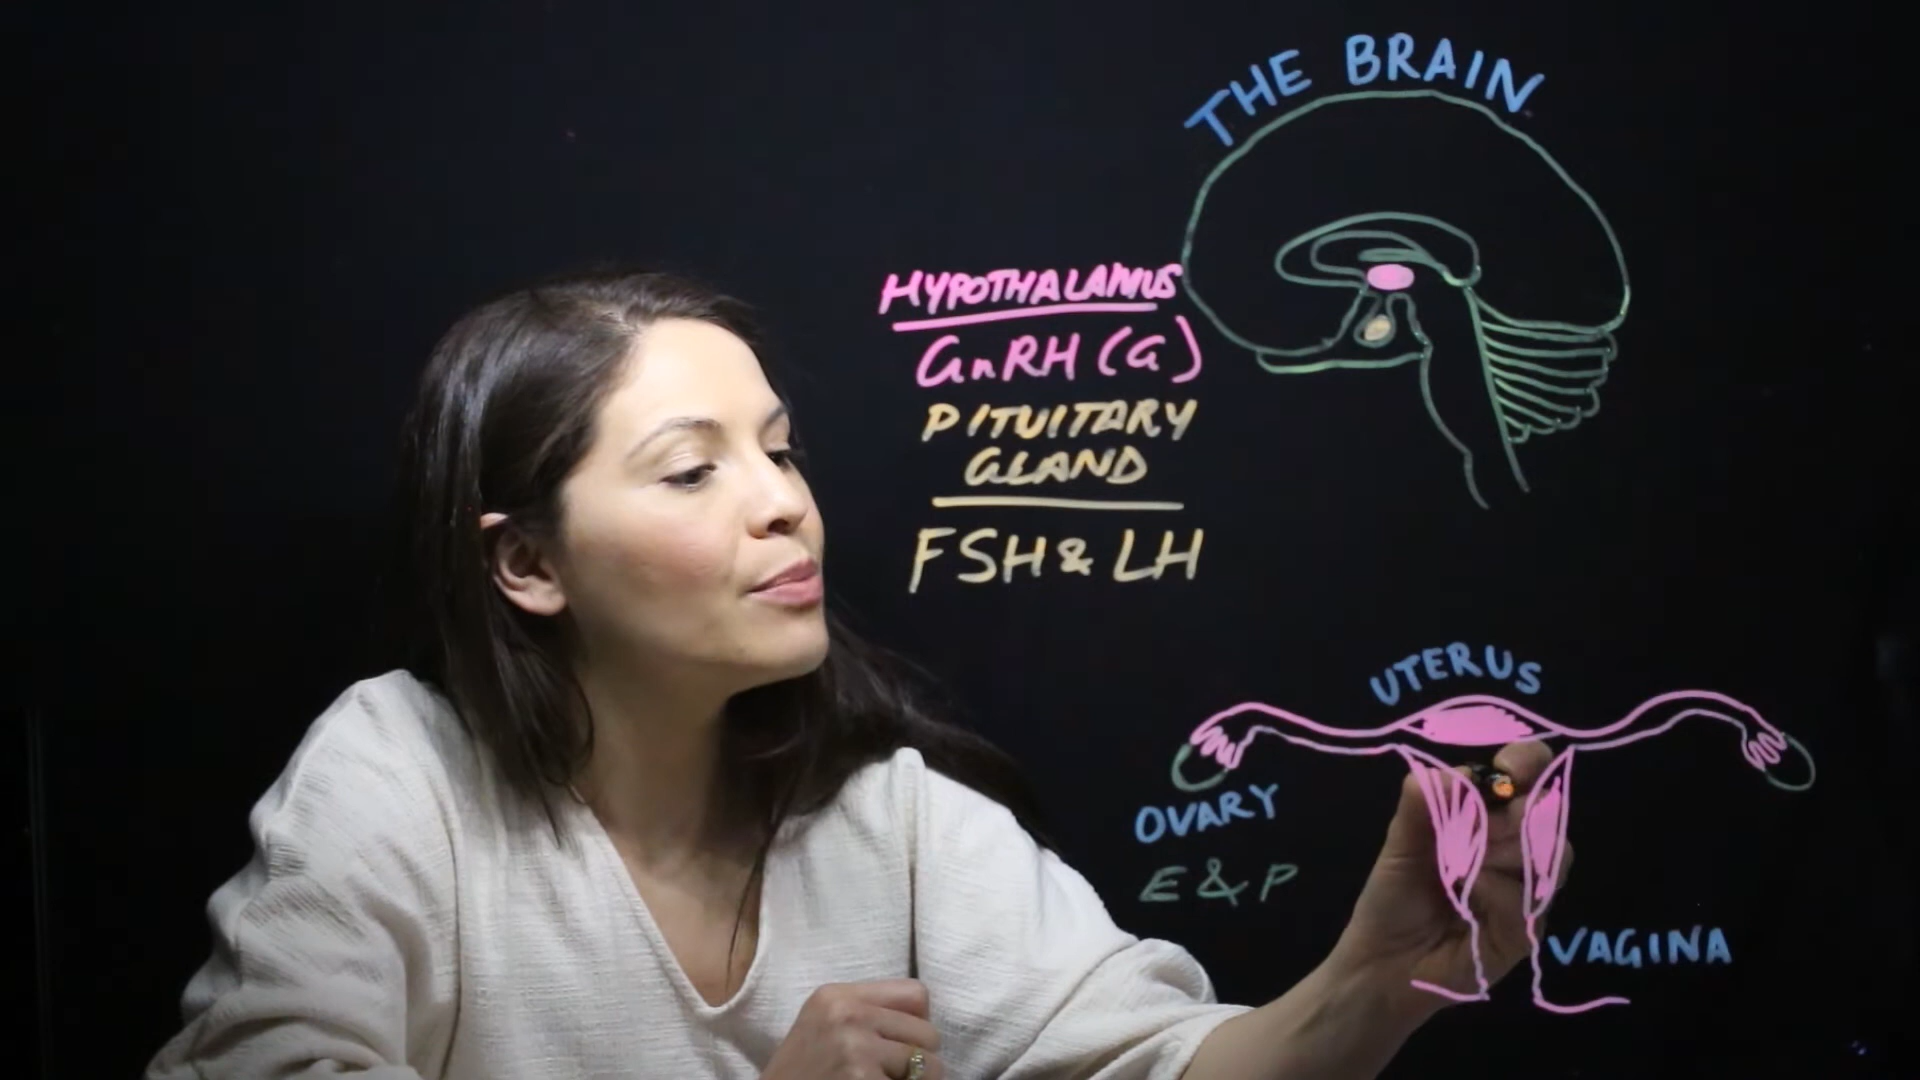 THE BRAIN
HYPOTHALAMUS
GnRH (G)
PITUITARY
GLAND
FSH & LH
UTERUS
OVARY
E & P
VAGINA